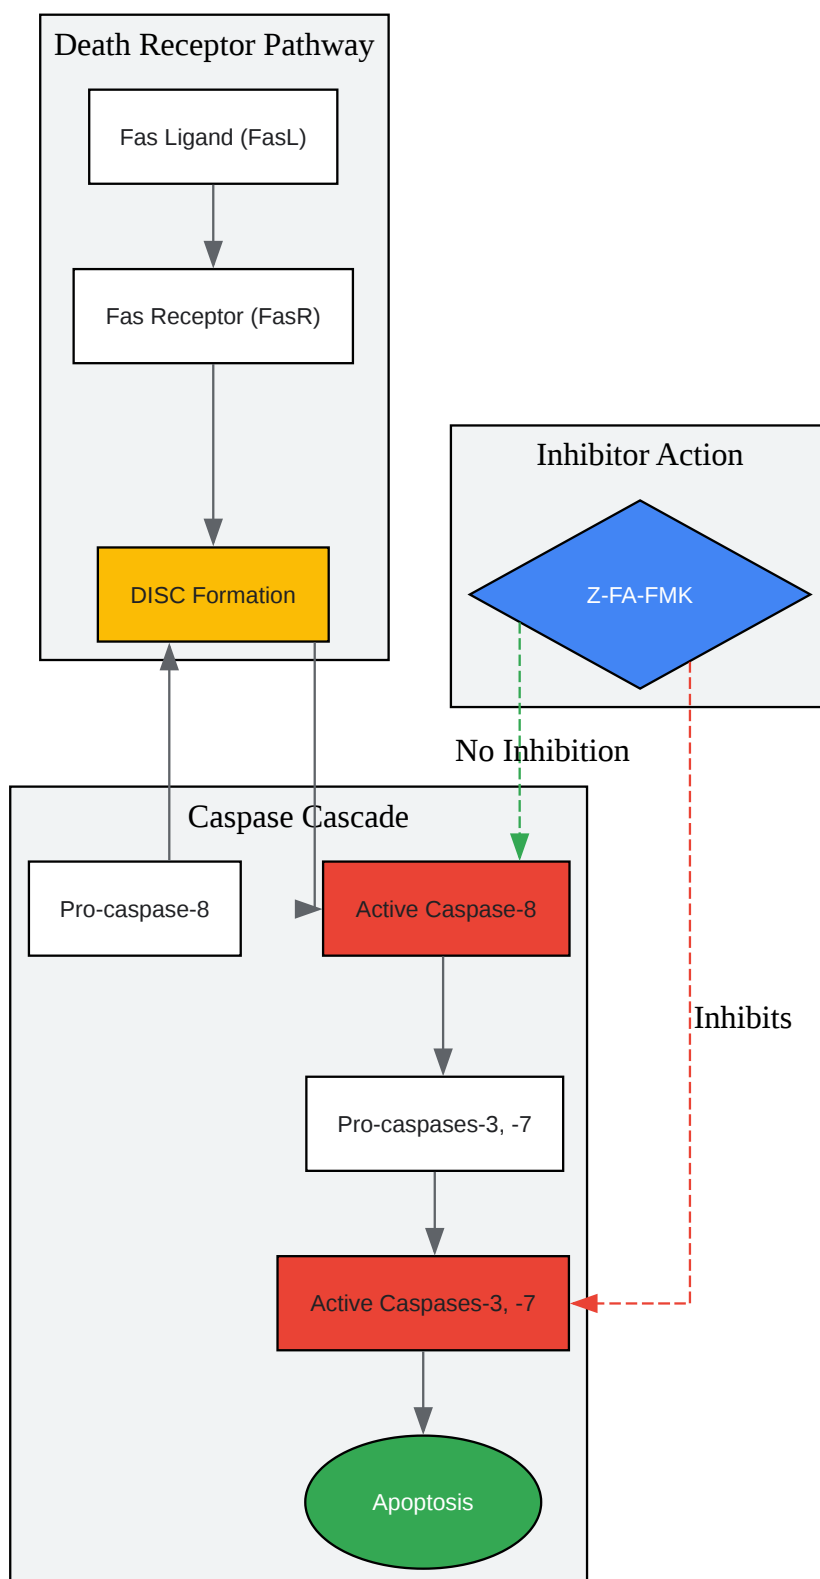 Death Receptor Pathway
Fas Ligand (FasL)
Fas Receptor (FasR)
DISC Formation
Inhibitor Action
Z-FA-FMK
No Inhibition
Inhibits
Caspase Cascade
Pro-caspase-8
Active Caspase-8
Pro-caspases-3, -7
Active Caspases-3, -7
Apoptosis